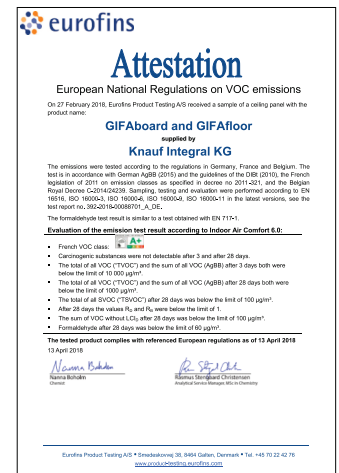 eurofins
Attestation
European National Regulations on VOC emissions
On 27 February 2018, Eurofins Product Testing A/S received a sample of a ceiling panel with the
product name:
GIFAboard and GIFAfloor
supplied by
Knauf Integral KG
The emissions were tested according to the regulations in Germany, France and Belgium. The
test is in accordance with German AgBB (2015) and the guidelines of the DIBt (2010), the French
legislation of 2011 on emission classes as specified in decree no 2011-321, and the Belgian
Royal Decree C-2014/24239. Sampling, testing and evaluation were performed according to EN
16516, ISO 16000-3, ISO 16000-6, ISO 16000-9, ISO 16000-11 in the latest versions, see the
test report no. 392-2018-00088701_A_DE.
The formaldehyde test result is similar to a test obtained with EN 717-1.
Evaluation of the emission test result according to Indoor Air Comfort 6.0:
▪ French VOC class: A+
▪ Carcinogenic substances were not detectable after 3 and 28 days.
▪ The total of all VOC ("TVOC") and the sum of all VOC (AgBB) after 3 days both were
below the limit of 10 000 µg/m³.
▪ The total of all VOC ("TVOC") and the sum of all VOC (AgBB) after 28 days both were
below the limit of 1000 µg/m³.
▪ The total of all SVOC ("TSVOC") after 28 days was below the limit of 100 µg/m³.
▪ After 28 days the values RD and RB were below the limit of 1.
▪ The sum of VOC without LCI, after 28 days was below the limit of 100 µg/m³.
▪ Formaldehyde after 28 days was below the limit of 60 µg/m³.
The tested product complies with referenced European regulations as of 13 April 2018
13 April 2018
Nanna Boholm
Rasmus Stengaard Christensen
Chemist
Analytical Service Manager, MSc in Chemistry
Eurofins Product Testing A/S • Smedeskovvej 38, 8464 Galten, Denmark • Tel. +45 70 22 42 76
www.product-testing.eurofins.com